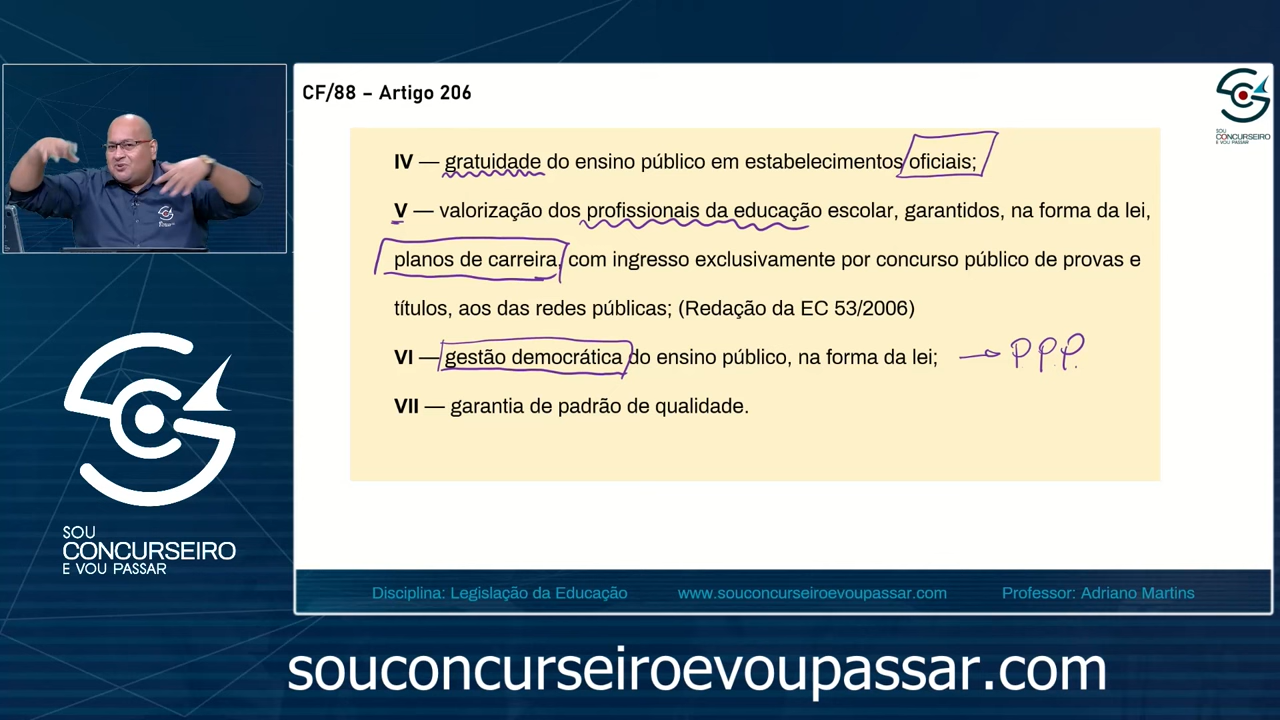 CF/88 – Artigo 206
SOU
CONCURSEIRO
E VOU PASSAR
IV — gratuidade do ensino público em estabelecimentos oficiais;
V — valorização dos profissionais da educação escolar, garantidos, na forma da lei,
planos de carreira, com ingresso exclusivamente por concurso público de provas e
títulos, aos das redes públicas; (Redação da EC 53/2006)
VI — gestão democrática do ensino público, na forma da lei; PPP
VII — garantia de padrão de qualidade.
SOU
CONCURSEIRO
E VOU PASSAR
Disciplina: Legislação da Educação www.souconcurseiroevoupassar.com Professor: Adriano Martins
souconcurseiroevoupassar.com